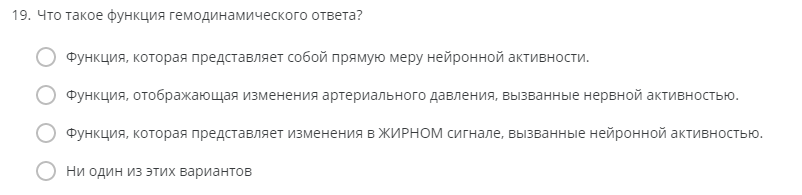 19. Что такое функция гемодинамического ответа?
Функция, которая представляет собой прямую меру нейронной активности.
Функция, отображающая изменения артериального давления, вызванные нервной активностью.
Функция, которая представляет изменения в ЖИРНОМ сигнале, вызванные нейронной активностью.
Ни один из этих вариантов